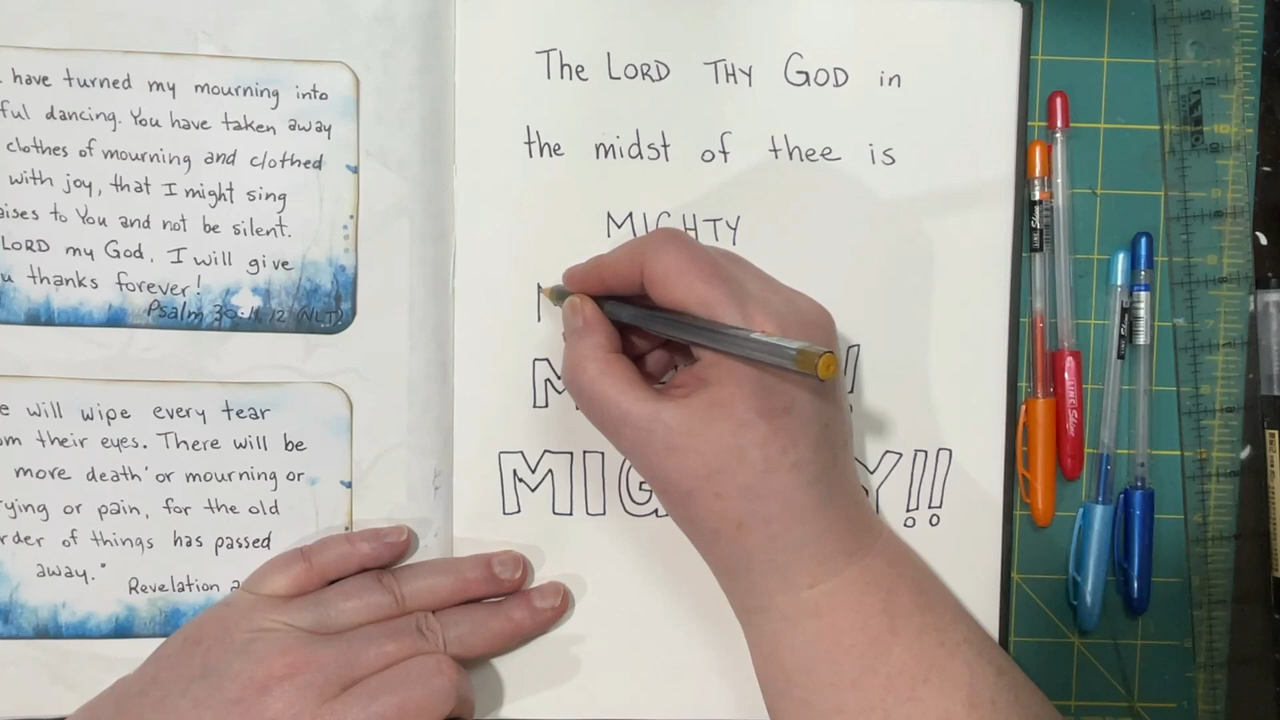 have turned my mourning into
ful dancing. You have taken away
clothes of mourning and clothed
with joy, that I might sing
aises to You and not be silent.
LORD my God, I will give
u thanks forever!
Psalm 30:11,12 (NLT)
e will wipe every tear
om their eyes. There will be
more death' or mourning or
rying or pain, for the old
rder of things has passed
away."
Revelation
The LORD THY GOD in
the midst of thee is
MIGHTY
M
MIG Y!!